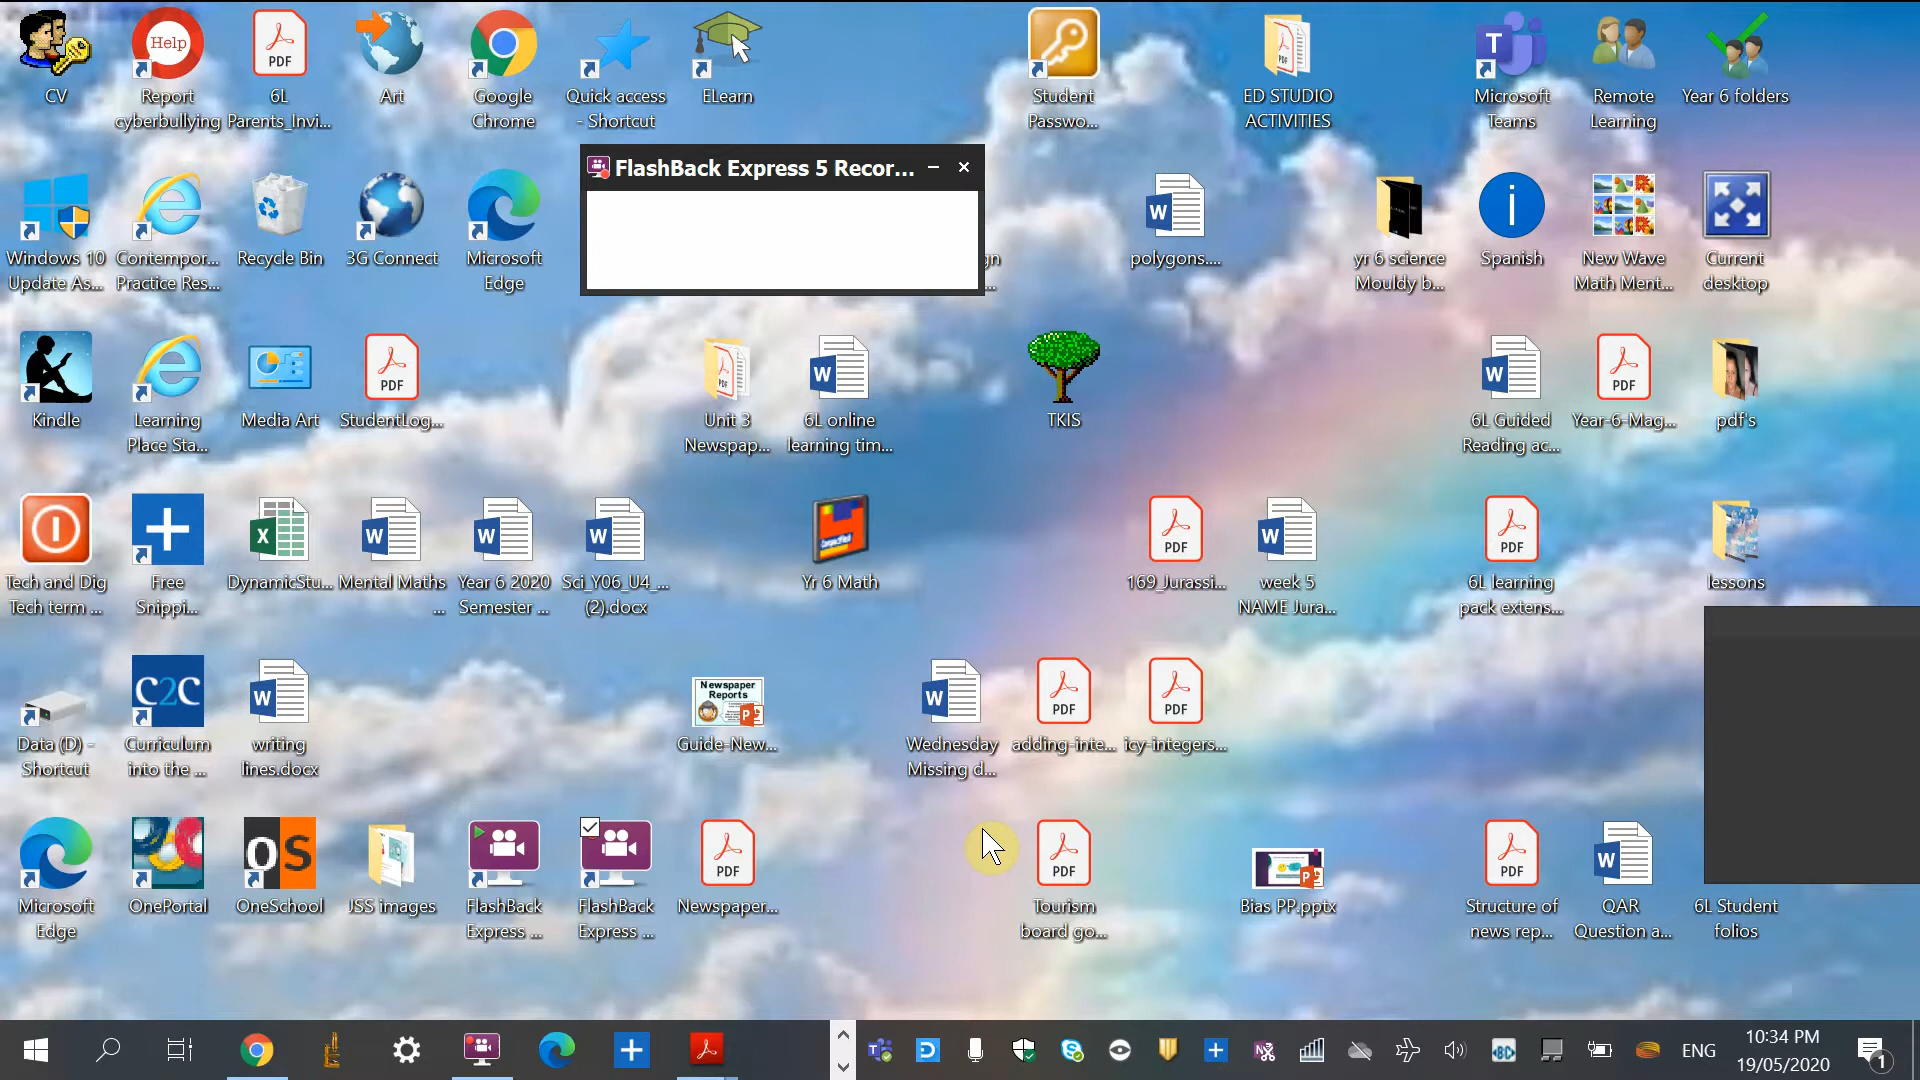 CV
Help
Report
cyberbullying
PDF
6L
Parents_Invi...
Art
Google
Chrome
Quick access
- Shortcut
ELearn
Student
Passwo...
PDF
ED STUDIO
ACTIVITIES
T
Microsoft
Teams
Remote
Learning
Year 6 folders
FlashBack Express 5 Recor...
Windows 10
Update As...
Contempor...
Practice Res...
Recycle Bin
3G Connect
Microsoft
Edge
W
polygons....
yr 6 science
Mouldy b...
i
Spanish
New Wave
Math Ment...
Current
desktop
Kindle
Learning
Place Sta...
Media Art
PDF
StudentLog...
PDF
Unit 3
Newspap...
W
6L online
learning tim...
TKIS
W
6L Guided
Reading ac...
PDF
Year-6-Mag...
pdf's
Tech and Dig
Tech term ...
Free
Snippi...
X
DynamicStu...
W
Mental Maths
...
W
Year 6 2020
Semester ...
W
Sci_Y06_U4_...
(2).docx
Yr 6 Math
PDF
169_Jurassi...
W
week 5
NAME Jura...
PDF
6L learning
pack extens...
lessons
Data (D) -
Shortcut
C2C
Curriculum
into the ...
W
writing
lines.docx
Newspaper
Reports
P
Guide-New...
W
Wednesday
Missing d...
PDF
adding-inte...
PDF
icy-integers...
Microsoft
Edge
OnePortal
OS
OneSchool
JSS images
FlashBack
Express ...
FlashBack
Express ...
PDF
Newspaper...
PDF
Tourism
board go...
P
Bias PP.pptx
PDF
Structure of
news rep...
W
QAR
Question a...
6L Student
folios
ENG
10:34 PM
19/05/2020
1